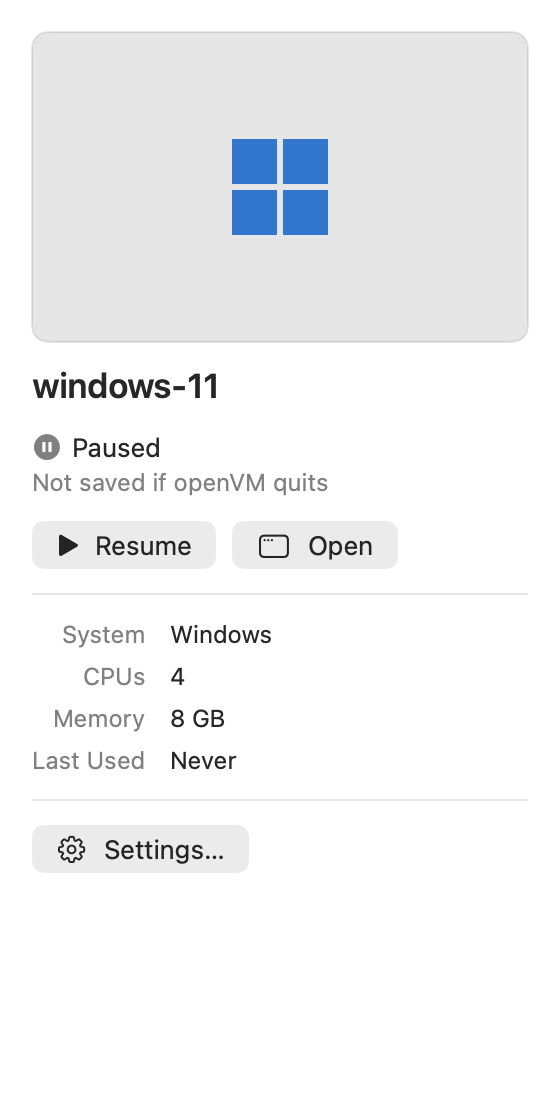 windows-11
Paused
Not saved if openVM quits
Resume
Open
System Windows
CPUs 4
Memory 8 GB
Last Used Never
Settings...